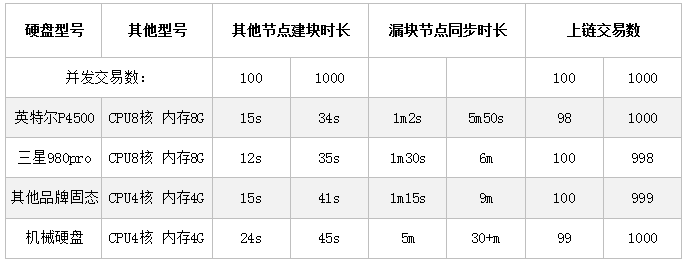 硬盘型号 其他型号 其他节点建块时长 漏块节点同步时长 上链交易数
并发交易数: 100 1000 100 1000
英特尔P4500 CPU8核 内存8G 15s 34s 1m2s 5m50s 98 1000
三星980pro CPU8核 内存8G 12s 35s 1m30s 6m 100 998
其他品牌固态 CPU4核 内存4G 15s 41s 1m15s 9m 100 999
机械硬盘 CPU4核 内存4G 24s 45s 5m 30+m 99 1000